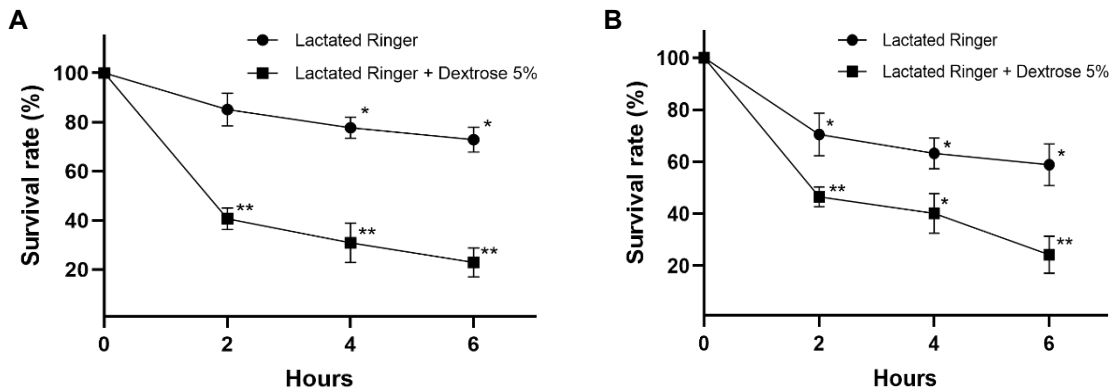 A
Lactated Ringer
Lactated Ringer + Dextrose 5%
Survival rate (%)
100
80
60
40
20
0
2
4
6
Hours
*
*
**
**
**
B
Lactated Ringer
Lactated Ringer + Dextrose 5%
Survival rate (%)
100
80
60
40
20
0
2
4
6
Hours
*
*
*
**
*
**